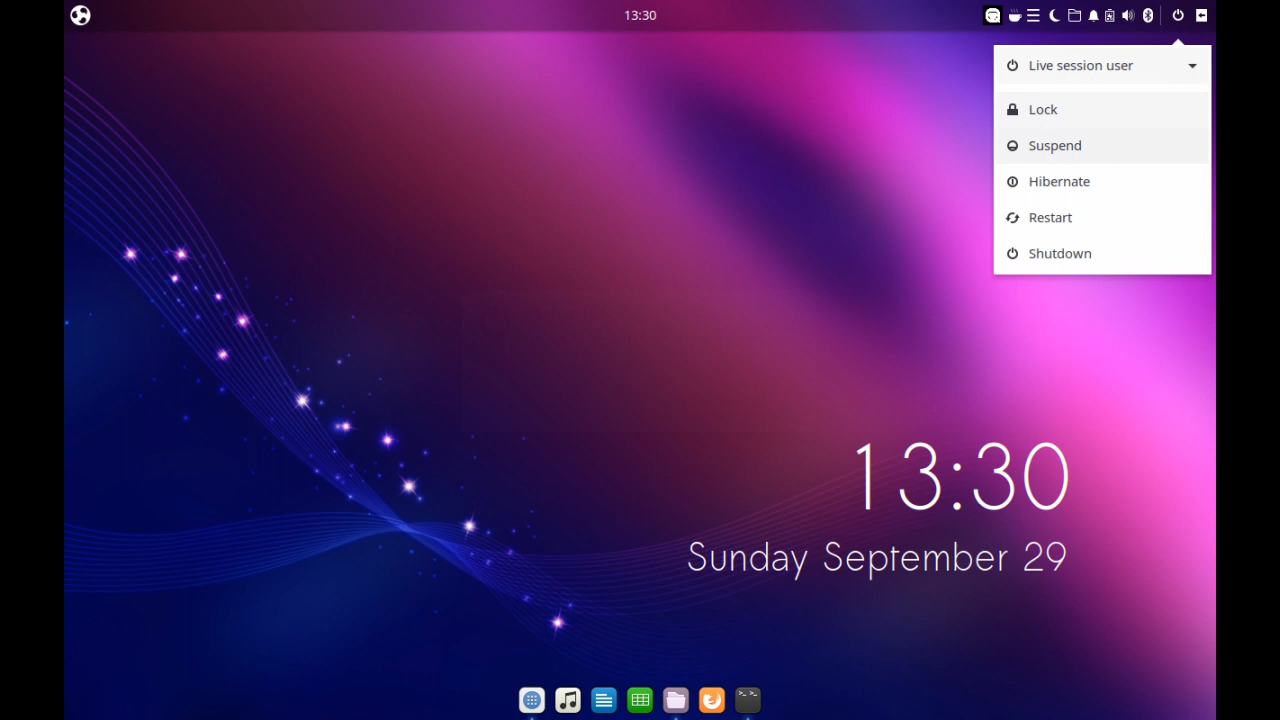 13:30
Live session user
Lock
Suspend
Hibernate
Restart
Shutdown
13:30
Sunday September 29